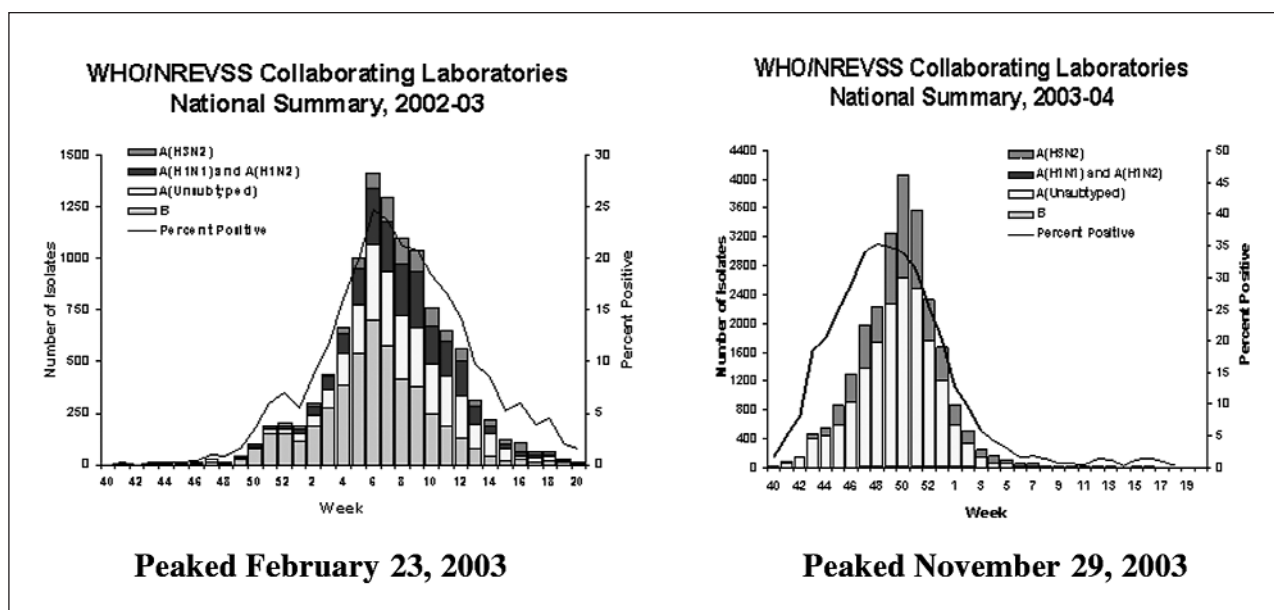 WHO/NREVSS Collaborating Laboratories
National Summary, 2002-03
A(H3N2)
A(H1N1) and A(H1N2)
A(Unsubtyped)
B
Percent Positive
Number of Isolates
1500
1250
1000
750
500
250
0
30
25
20
15
10
5
0
Percent Positive
40 42 44 46 48 50 52 2 4 6 8 10 12 14 16 18 20
Week
Peaked February 23, 2003
WHO/NREVSS Collaborating Laboratories
National Summary, 2003-04
A(H3N2)
A(H1N1) and A(H1N2)
A(Unsubtyped)
B
Percent Positive
Number of Isolates
4400
4000
3600
3200
2800
2400
2000
1600
1200
800
400
0
50
45
40
35
30
25
20
15
10
5
0
Percent Positive
40 42 44 46 48 50 52 1 3 5 7 9 11 13 15 17 19
Week
Peaked November 29, 2003